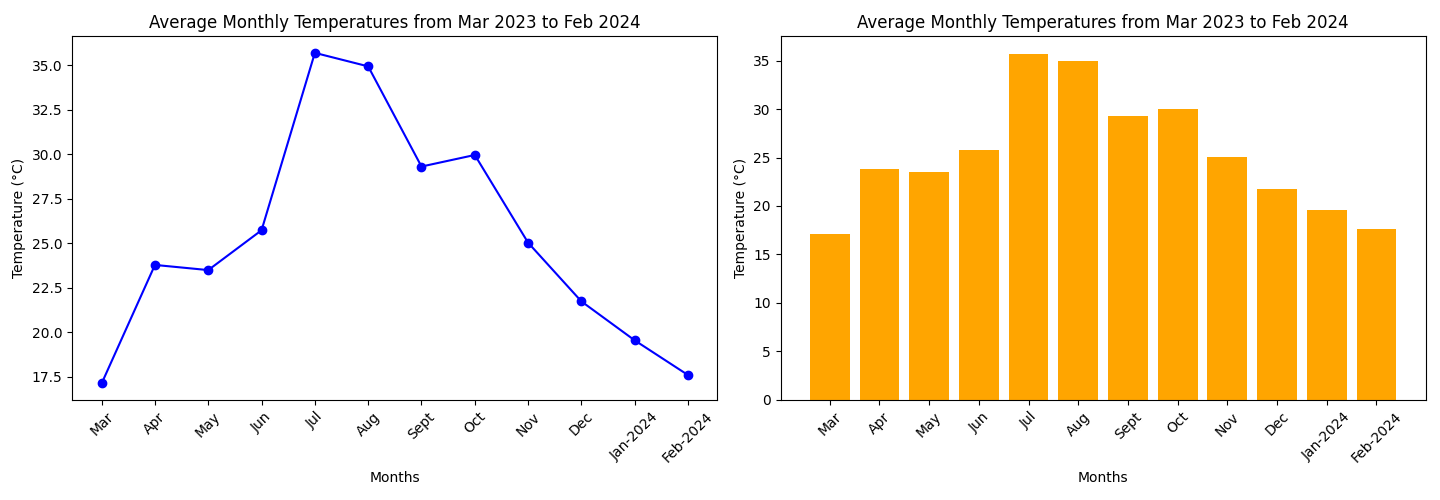 Average Monthly Temperatures from Mar 2023 to Feb 2024
Temperature (°C)
35.0
32.5
30.0
27.5
25.0
22.5
20.0
17.5
Mar
Apr
May
Jun
Jul
Aug
Sept
Oct
Nov
Dec
Jan-2024
Feb-2024
Months
Average Monthly Temperatures from Mar 2023 to Feb 2024
Temperature (°C)
35
30
25
20
15
10
5
0
Mar
Apr
May
Jun
Jul
Aug
Sept
Oct
Nov
Dec
Jan-2024
Feb-2024
Months